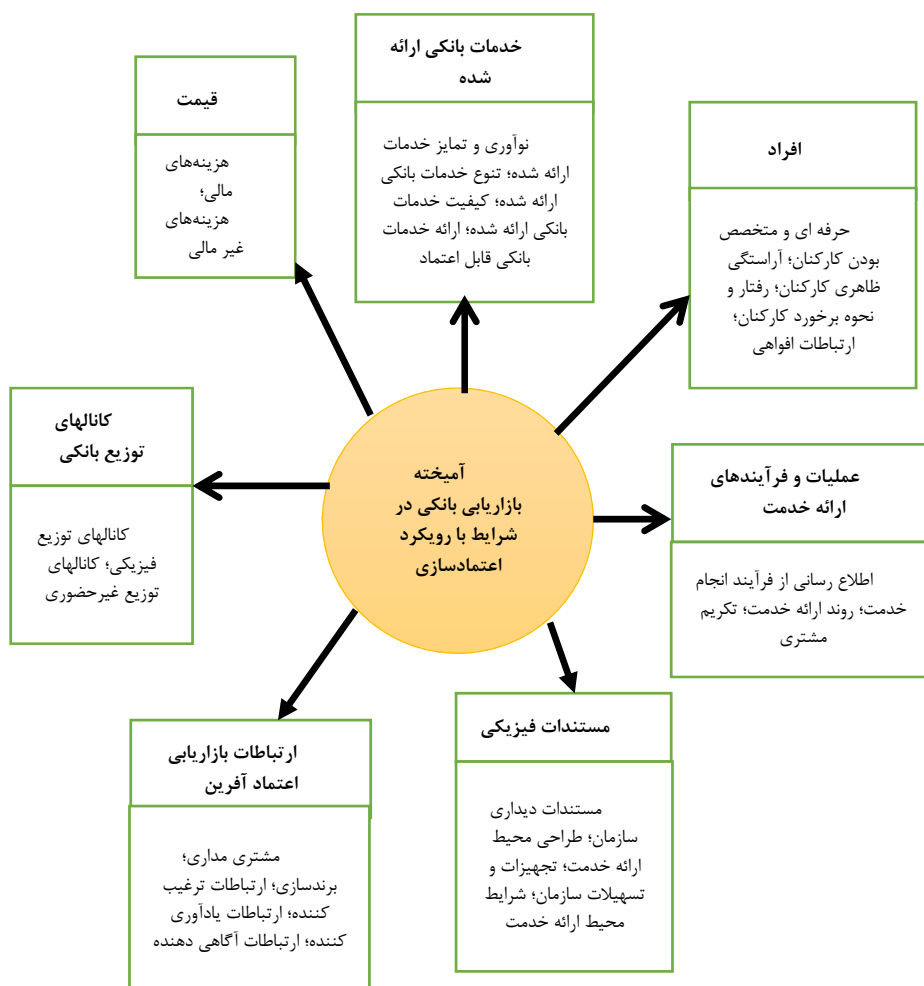 خدمات بانکی ارائه
شده
نوآوری و تمایز خدمات
ارائه شده؛ تنوع خدمات بانکی
ارائه شده؛ کیفیت خدمات
بانکی ارائه شده؛ ارائه خدمات
بانکی قابل اعتماد
قیمت
هزینه‌های
مالی؛
هزینه‌های
غیر مالی
افراد
حرفه ای و متخصص
بودن کارکنان؛ آراستگی
ظاهری کارکنان؛ رفتار و
نحوه برخورد کارکنان؛
ارتباطات افواهی
کانالهای
توزیع بانکی
کانالهای توزیع
فیزیکی؛ کانالهای
توزیع غیرحضوری
آمیخته
بازاریابی بانکی در
شرایط با رویکرد
اعتمادسازی
عملیات و فرآیندهای
ارائه خدمت
اطلاع رسانی از فرآیند انجام
خدمت؛ روند ارائه خدمت؛ تکریم
مشتری
مستندات فیزیکی
مستندات دیداری
سازمان؛ طراحی محیط
ارائه خدمت؛ تجهیزات و
تسهیلات سازمان؛ شرایط
محیط ارائه خدمت
ارتباطات بازاریابی
اعتماد آفرین
مشتری مداری؛
برندسازی؛ ارتباطات ترغیب
کننده؛ ارتباطات یادآوری
کننده؛ ارتباطات آگاهی دهنده